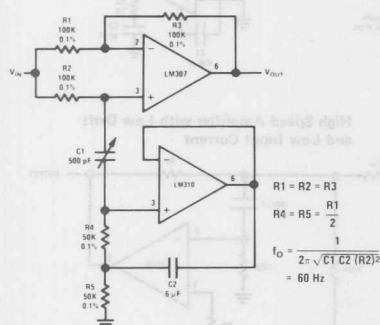 R1
100K
0.1%
R3
100K
0.1%
R2
100K
0.1%
VIN
2
LM307
6
VOUT
3
C1
500 pF
LM310
6
3
R4
50K
0.1%
C2
6 µF
R5
50K
0.1%
R1 = R2 = R3
R4 = R5 = R1
2
fO = 1
2π √C1 C2 (R2)²
= 60 Hz
High Speed Amplifier with Low Drift
and Low Input Current